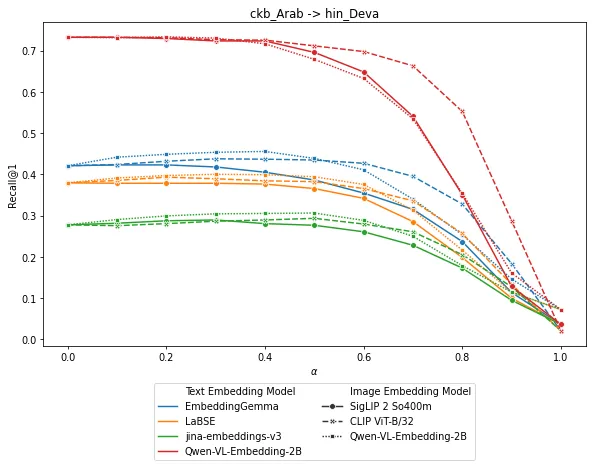 ckb_Arab -> hin_Deva
0.7
0.6
0.5
0.4
0.3
0.2
0.1
0.0
Recall@1
0.0 0.2 0.4 0.6 0.8 1.0
α
Text Embedding Model Image Embedding Model
EmbeddingGemma SigLIP 2 So400m
LaBSE CLIP ViT-B/32
jina-embeddings-v3 Qwen-VL-Embedding-2B
Qwen-VL-Embedding-2B